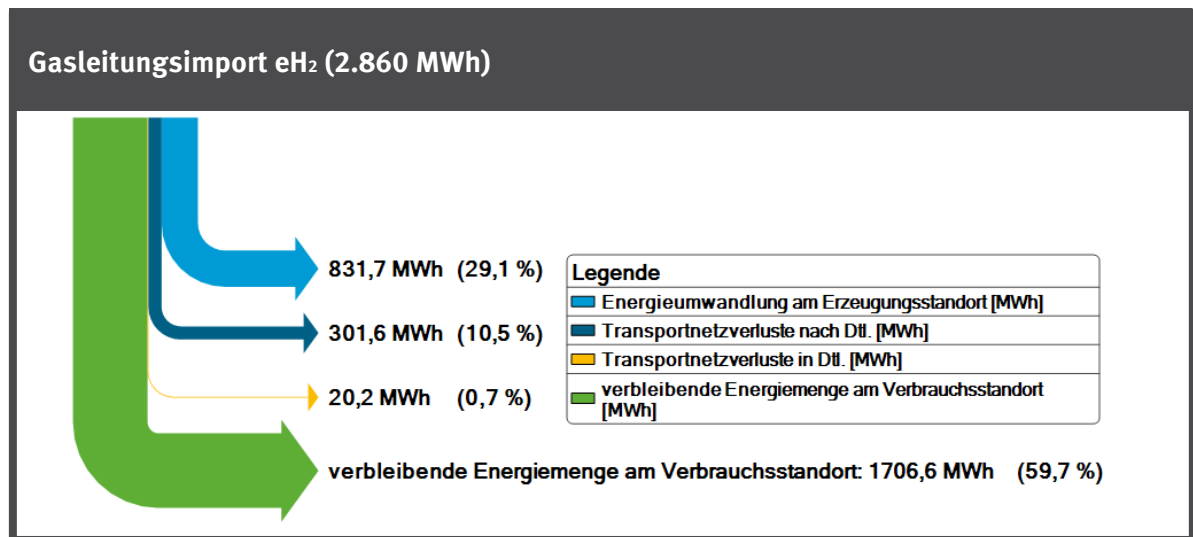 Gasleitungsimport eH₂ (2.860 MWh)
831,7 MWh (29,1 %)
301,6 MWh (10,5 %)
20,2 MWh (0,7 %)
verbleibende Energiemenge am Verbrauchsstandort: 1706,6 MWh (59,7 %)
Legende
Energieumwandlung am Erzeugungsstandort [MWh]
Transportnetzverluste nach Dtl. [MWh]
Transportnetzverluste in Dtl. [MWh]
verbleibende Energiemenge am Verbrauchsstandort
[MWh]